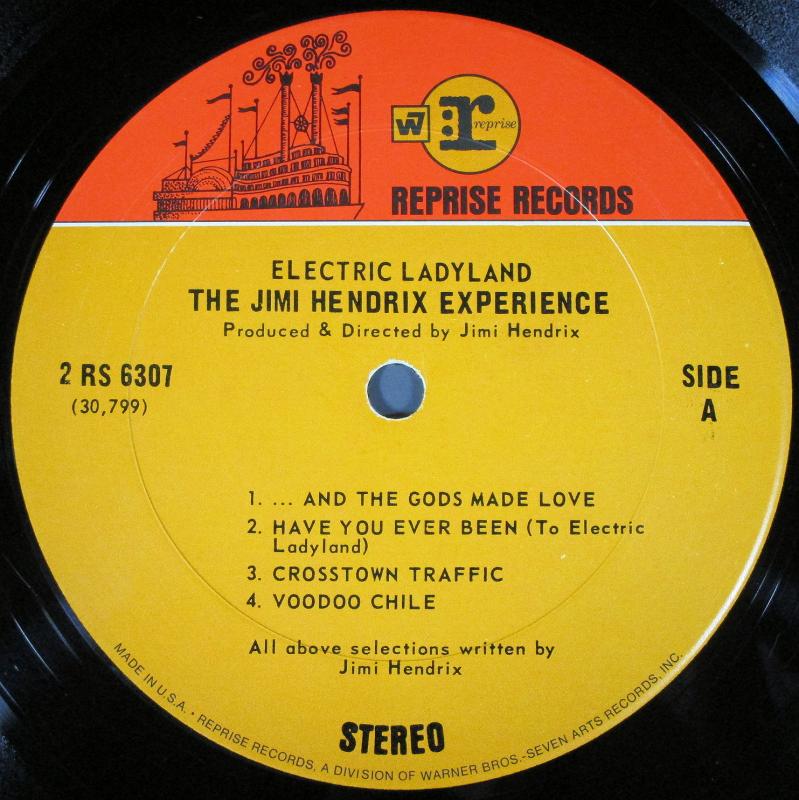 W7 r: reprise
REPRISE RECORDS
ELECTRIC LADYLAND
THE JIMI HENDRIX EXPERIENCE
Produced & Directed by Jimi Hendrix
2 RS 6307
(30,799)
SIDE
A
1. ... AND THE GODS MADE LOVE
2. HAVE YOU EVER BEEN (To Electric
Ladyland)
3. CROSSTOWN TRAFFIC
4. VOODOO CHILE
All above selections written by
Jimi Hendrix
STEREO
MADE IN U.S.A. • REPRISE RECORDS, A DIVISION OF WARNER BROS.-SEVEN ARTS RECORDS, INC.